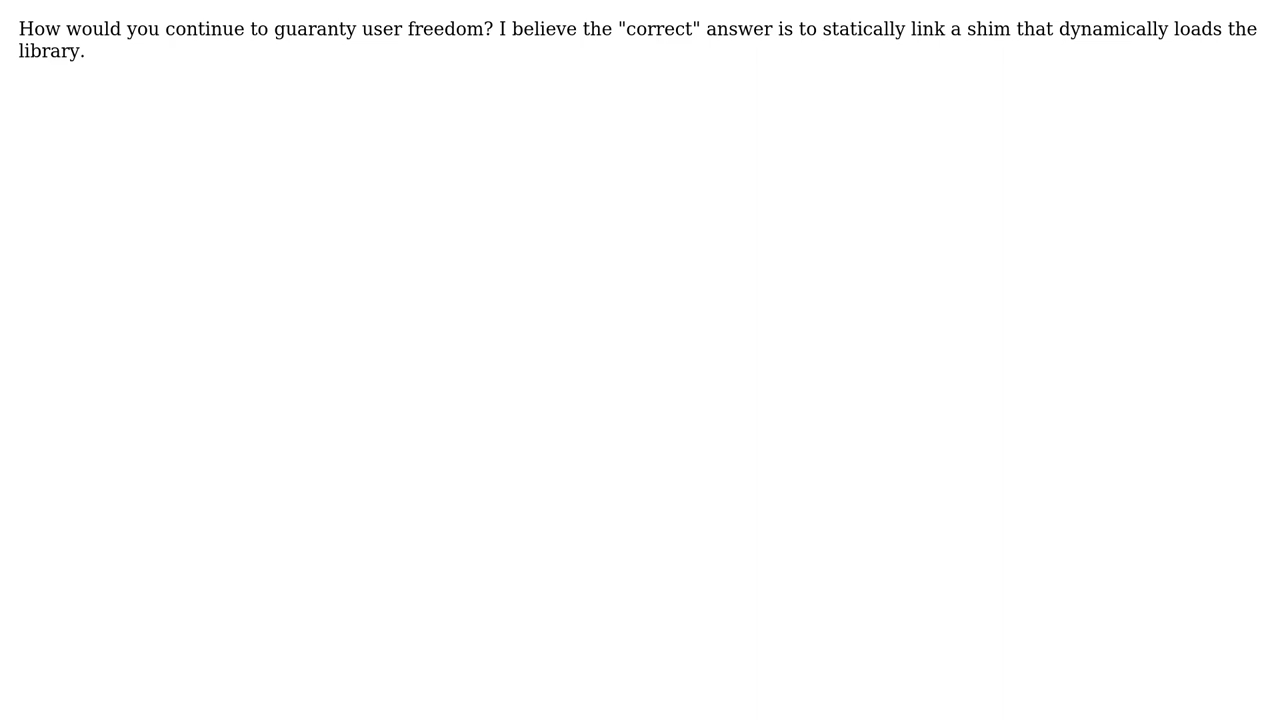 How would you continue to guaranty user freedom? I believe the "correct" answer is to statically link a shim that dynamically loads the
library.